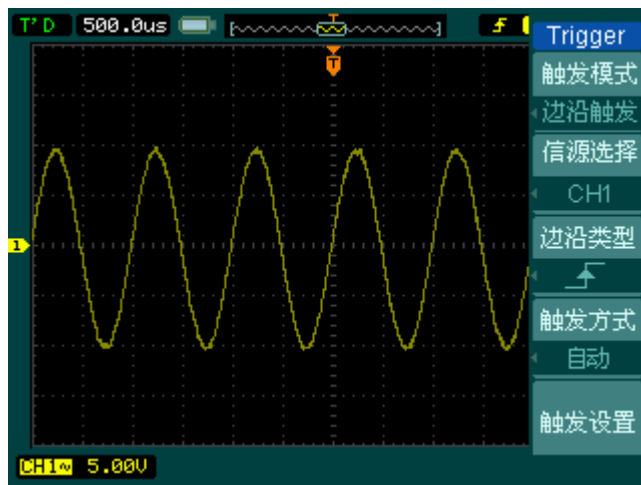 T'D 500.0us T
Trigger
T
触发模式
边沿触发
信源选择
CH1
1
边沿类型
触发方式
自动
触发设置
CH1~ 5.00V